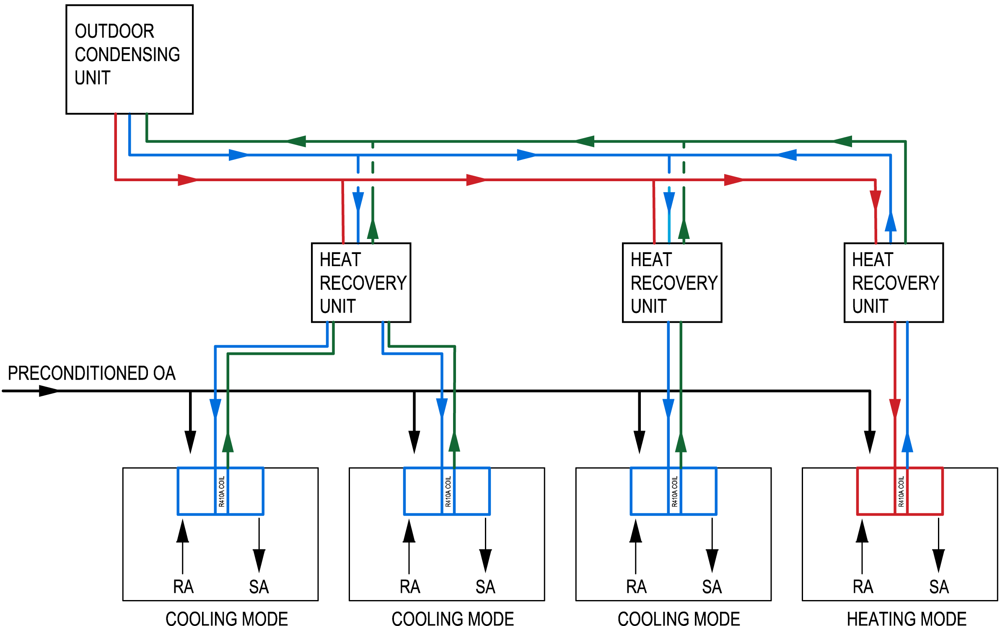 OUTDOOR
CONDENSING
UNIT
HEAT
RECOVERY
UNIT
HEAT
RECOVERY
UNIT
HEAT
RECOVERY
UNIT
PRECONDITIONED OA
R410A COIL
R410A COIL
R410A COIL
R410A COIL
RA
SA
RA
SA
RA
SA
RA
SA
COOLING MODE
COOLING MODE
COOLING MODE
HEATING MODE